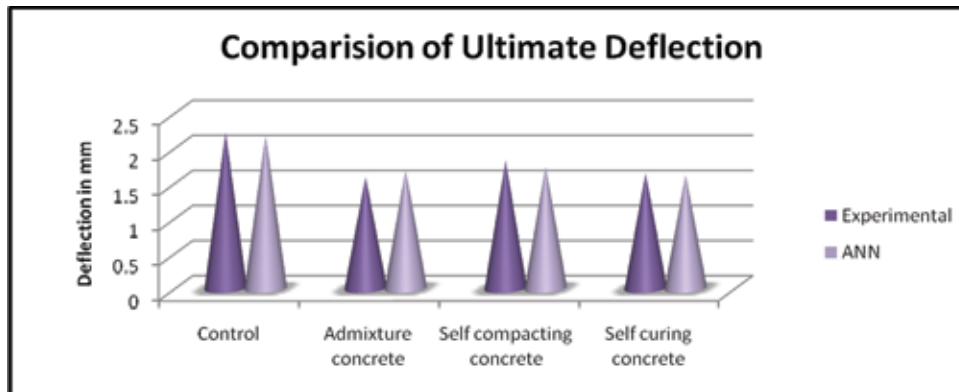 Comparision of Ultimate Deflection
Deflection in mm
2.5
2
1.5
1
0.5
0
Control
Admixture
concrete
Self compacting
concrete
Self curing
concrete
Experimental
ANN